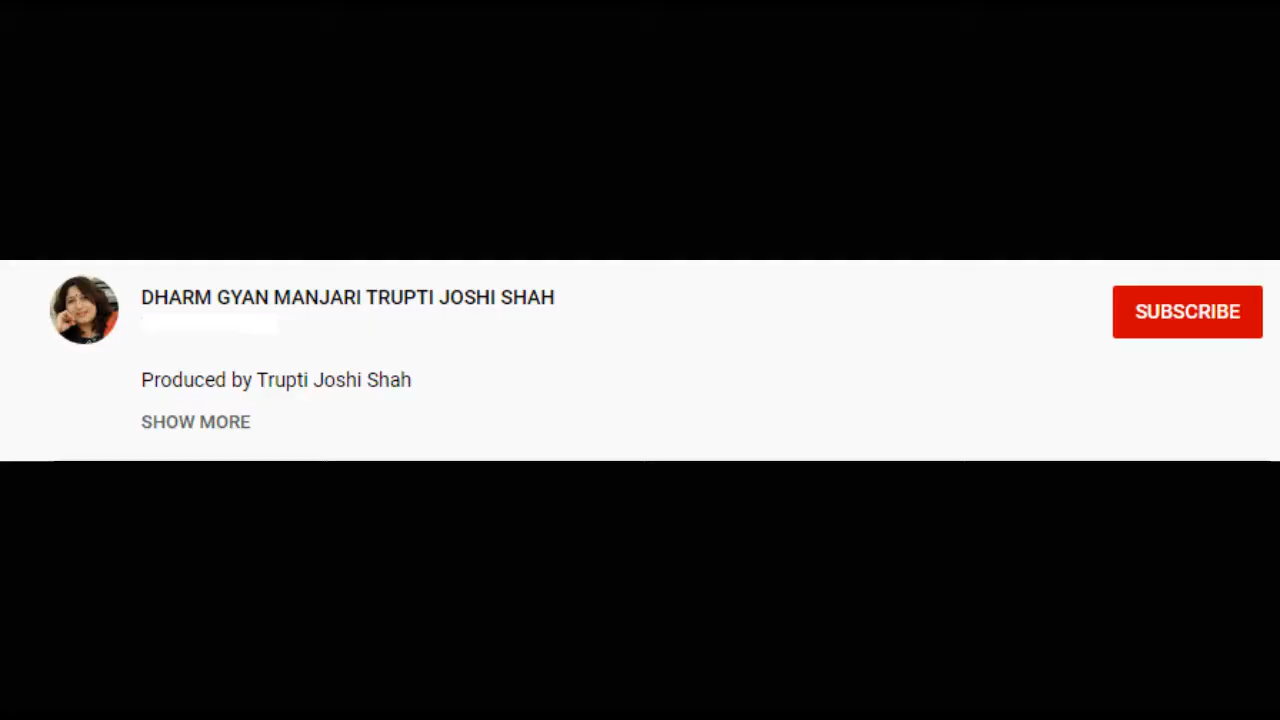 DHARM GYAN MANJARI TRUPTI JOSHI SHAH
SUBSCRIBE
Produced by Trupti Joshi Shah
SHOW MORE